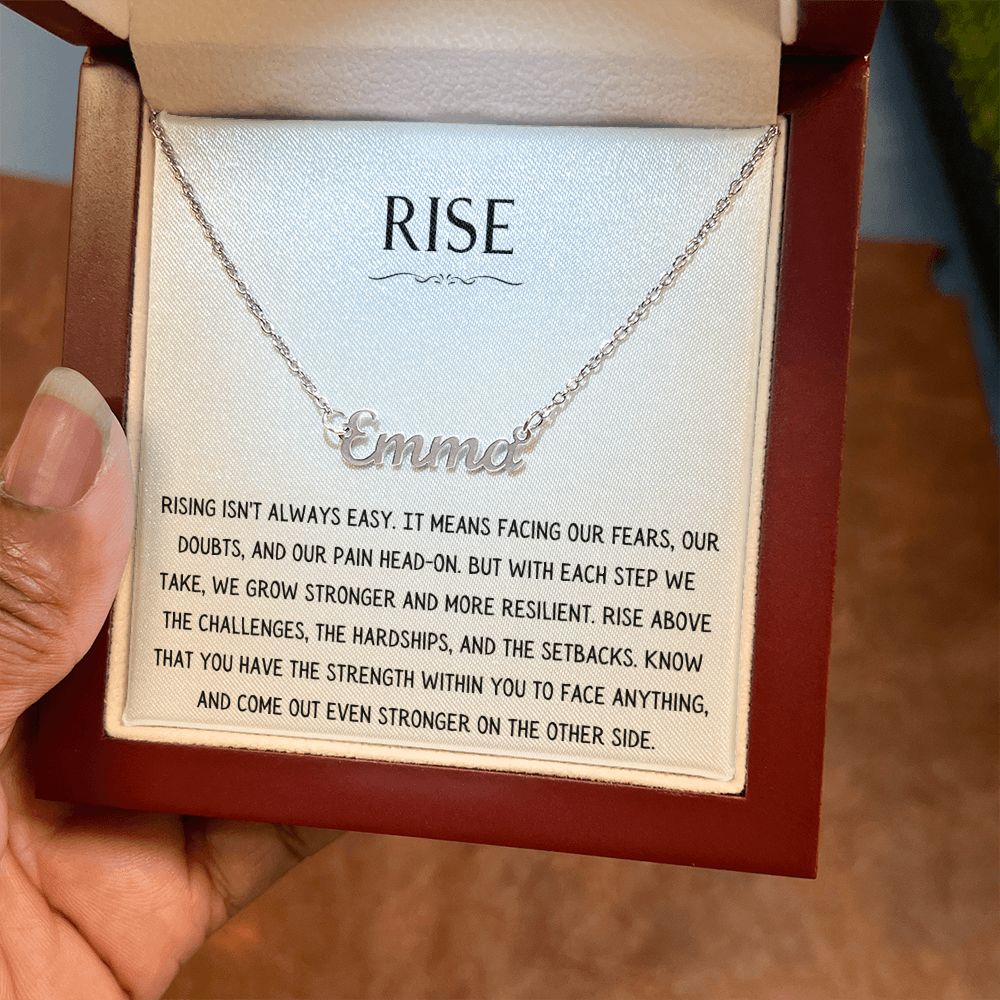 RISE
Emma
RISING ISN'T ALWAYS EASY. IT MEANS FACING OUR FEARS, OUR
DOUBTS, AND OUR PAIN HEAD-ON. BUT WITH EACH STEP WE
TAKE, WE GROW STRONGER AND MORE RESILIENT. RISE ABOVE
THE CHALLENGES, THE HARDSHIPS, AND THE SETBACKS. KNOW
THAT YOU HAVE THE STRENGTH WITHIN YOU TO FACE ANYTHING,
AND COME OUT EVEN STRONGER ON THE OTHER SIDE.